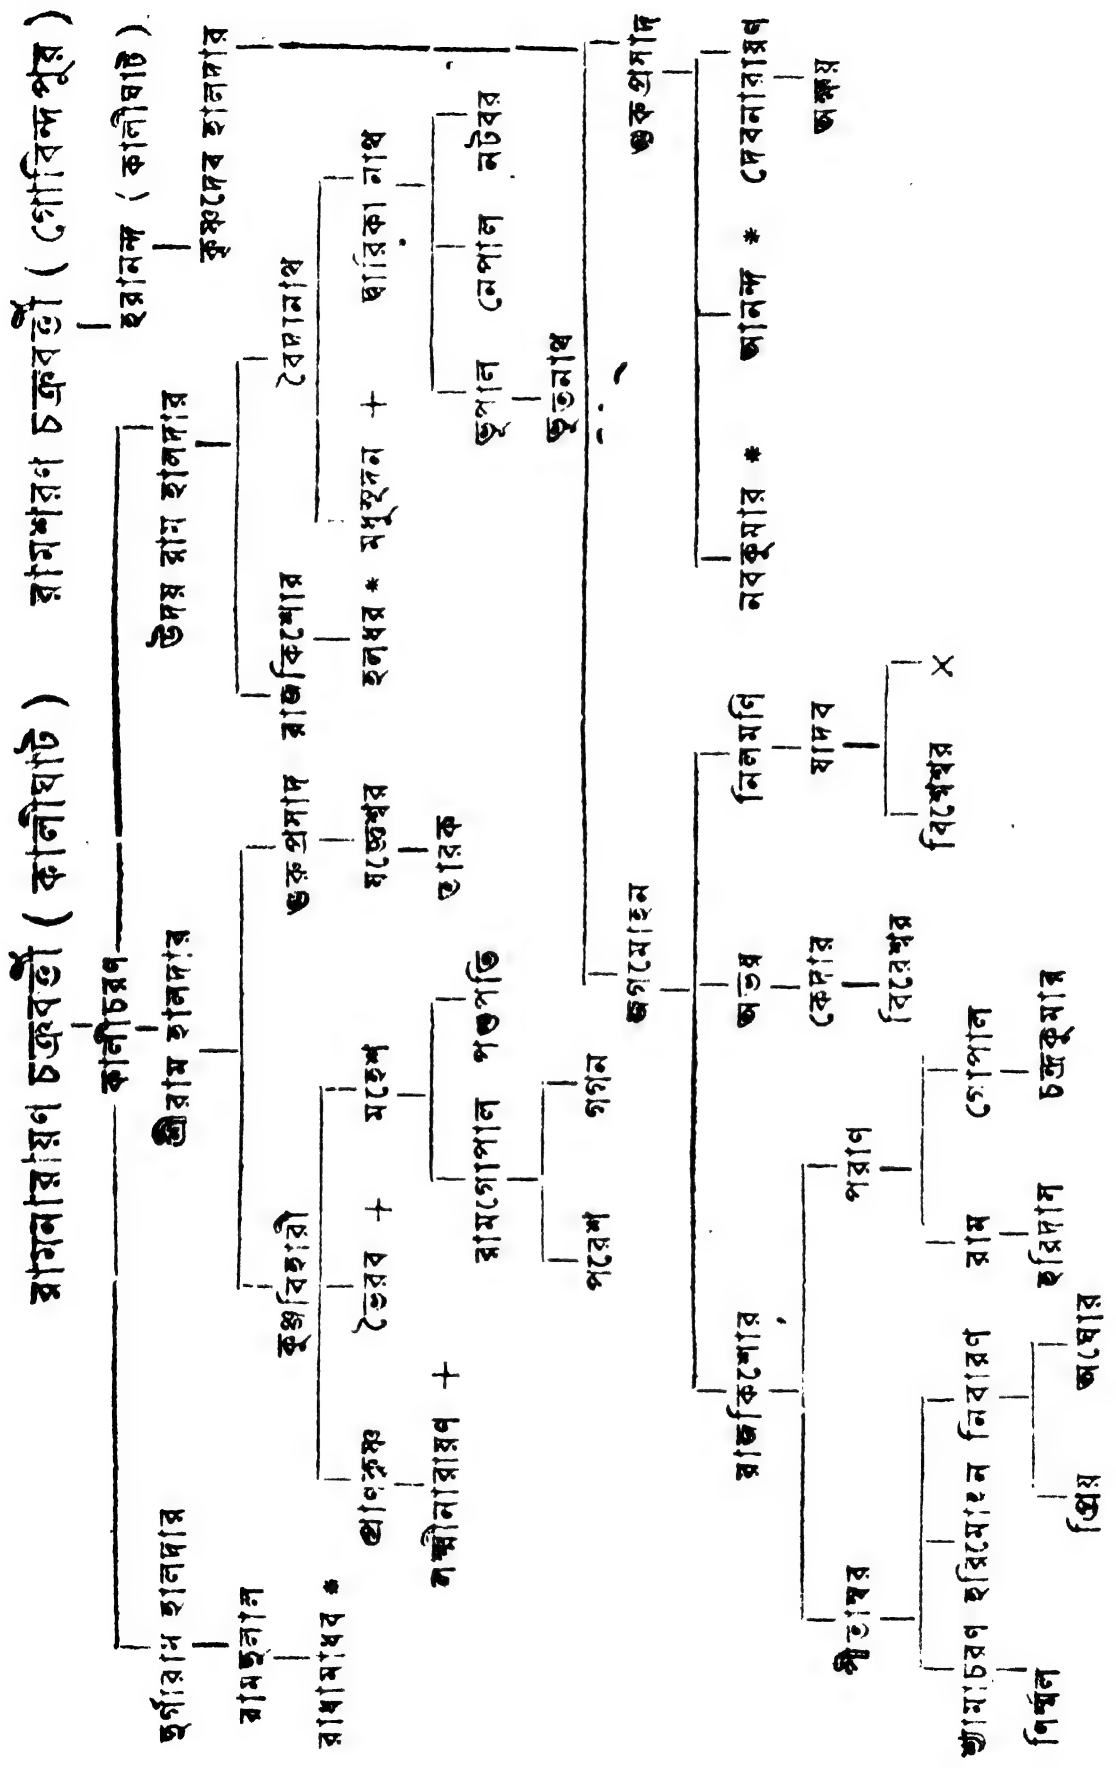 রামনারায়ণ চক্রবর্ত্তী ( কালীঘাট ) রামশরণ চক্রবর্ত্তী ( গোবিন্দপুর )
কালীচরণ হরানন্দ ( কালীঘাট )
দুর্গারাম হালদার শ্রীরাম হালদার উদয় রাম হালদার কৃষ্ণদেব হালদার
রামদুলাল কুঞ্জবিহারী গুরুপ্রসাদ রাজকিশোর বৈদ্যনাথ
রাধামাধব * প্রাণকৃষ্ণ ভৈরব + মহেশ যজ্ঞেশ্বর হলধর * মধুসূদন + দ্বারিকা নাথ
লক্ষ্মীনারায়ণ + রামগোপাল পশুপতি তারক ভূপাল নেপাল নটবর
পরেশ গগন ভূতনাথ
জগমোহন গুরুপ্রসাদ
রাজকিশোর অভয় নিলমণি নবকুমার * আনন্দ * দেবনারায়ণ
পীতাম্বর পরাণ কেদার যাদব অক্ষয়
শ্যামাচরণ হরিমোহন নিবারণ রাম গোপাল বিরেশ্বর বিশ্বেশ্বর ×
নির্ম্মল প্রিয় অঘোর হরিদাস চন্দ্রকুমার